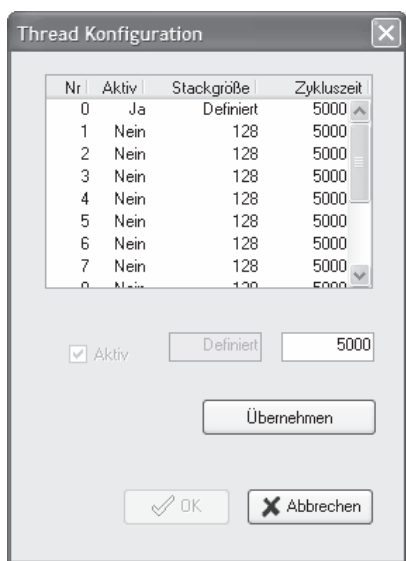 Thread Konfiguration
Nr Aktiv Stackgröße Zykluszeit
0 Ja Definiert 5000
1 Nein 128 5000
2 Nein 128 5000
3 Nein 128 5000
4 Nein 128 5000
5 Nein 128 5000
6 Nein 128 5000
7 Nein 128 5000
Aktiv Definiert 5000
Übernehmen
OK Abbrechen